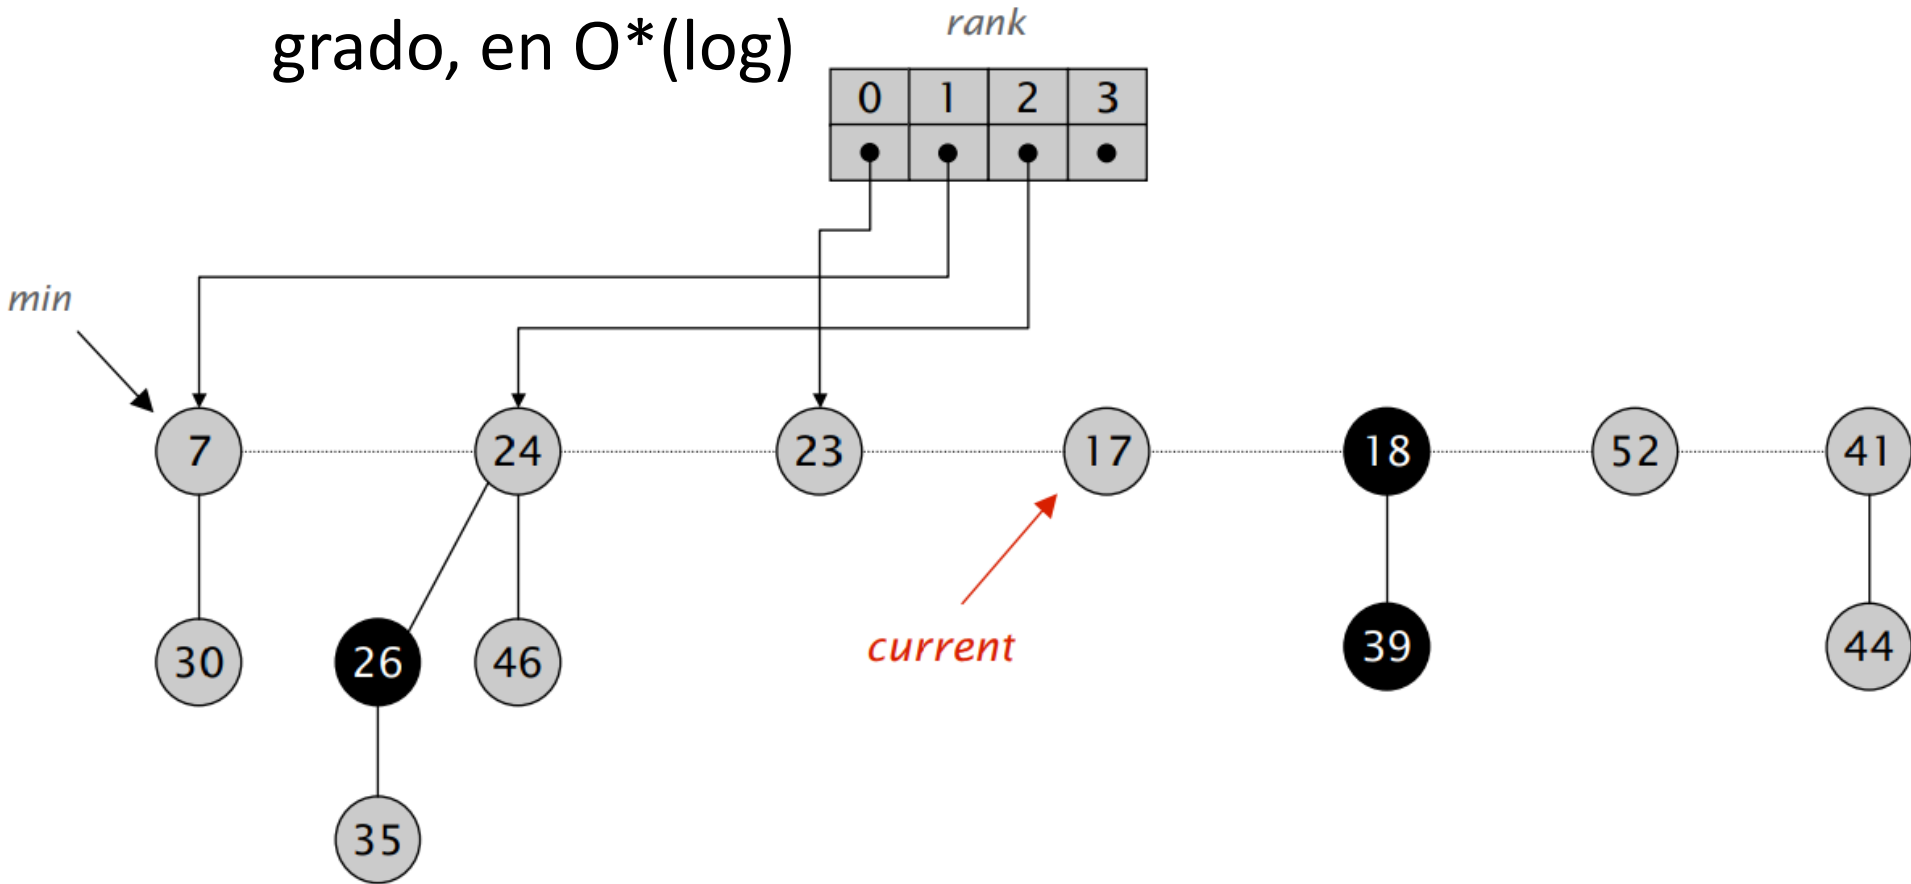 rank
grado, en O*(log)
0 1 2 3
min
7 24 23 17 18 52 41
30 26 46 current 39 44
35